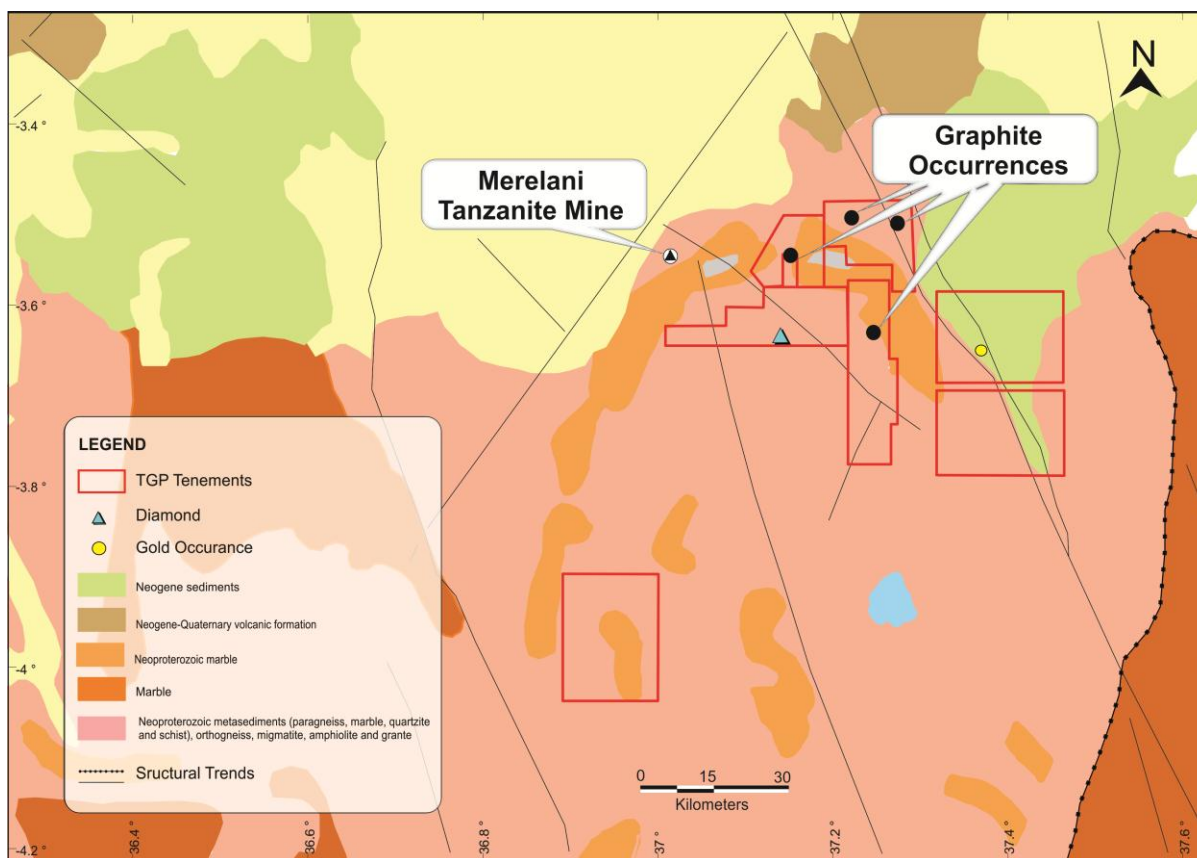 N
-3.4 °
Graphite
Occurrences
Merelani
Tanzanite Mine
-3.6 °
-3.8 °
LEGEND
TGP Tenements
Diamond
Gold Occurance
Neogene sediments
Neogene-Quaternary volcanic formation
Neoproterozoic marble
Marble
Neoproterozoic metasediments (paragneiss, marble, quartzite
and schist), orthogneiss, migmatite, amphiolite and grante
Sructural Trends
-4 °
0 15 30
Kilometers
-4.2 °
36.4 °
36.6 °
36.8 °
37 °
37.2 °
37.4 °
37.6 °